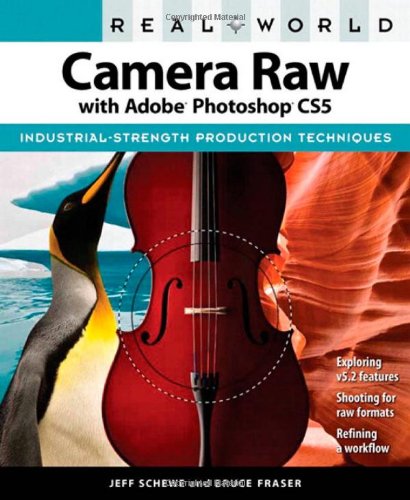 REAL WORLD
Camera Raw
with Adobe® Photoshop® CS5
INDUSTRIAL-STRENGTH PRODUCTION TECHNIQUES
Exploring
v5.2 features
Shooting for
raw formats
Refining
a workflow
JEFF SCHEWE AND BRUCE FRASER